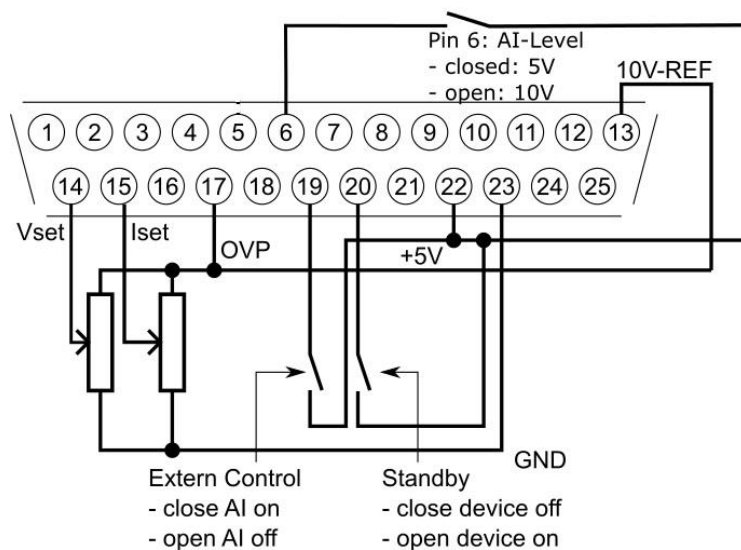 Pin 6: AI-Level
- closed: 5V
- open: 10V
10V-REF
1 2 3 4 5 6 7 8 9 10 11 12 13
14 15 16 17 18 19 20 21 22 23 24 25
Vset Iset
OVP
+5V
GND
Extern Control
- close AI on
- open AI off
Standby
- close device off
- open device on